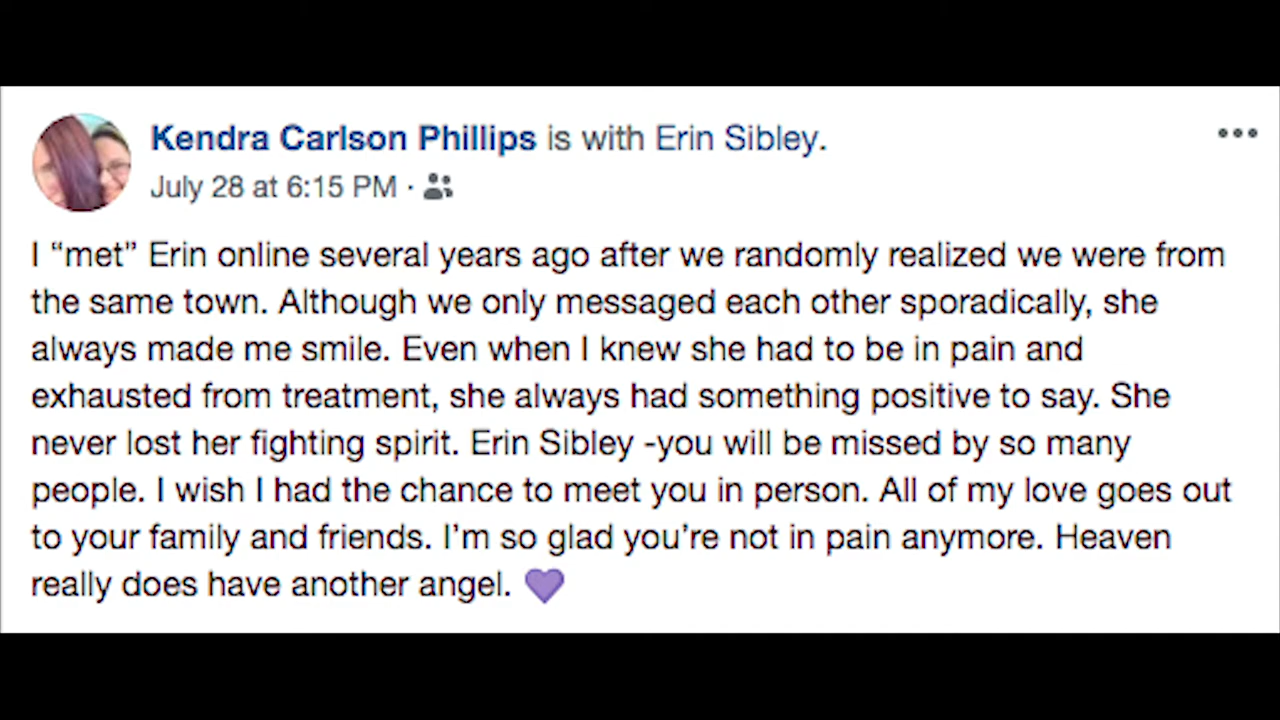 Kendra Carlson Phillips is with Erin Sibley.
July 28 at 6:15 PM ·
I “met” Erin online several years ago after we randomly realized we were from
the same town. Although we only messaged each other sporadically, she
always made me smile. Even when I knew she had to be in pain and
exhausted from treatment, she always had something positive to say. She
never lost her fighting spirit. Erin Sibley -you will be missed by so many
people. I wish I had the chance to meet you in person. All of my love goes out
to your family and friends. I’m so glad you’re not in pain anymore. Heaven
really does have another angel. 💜